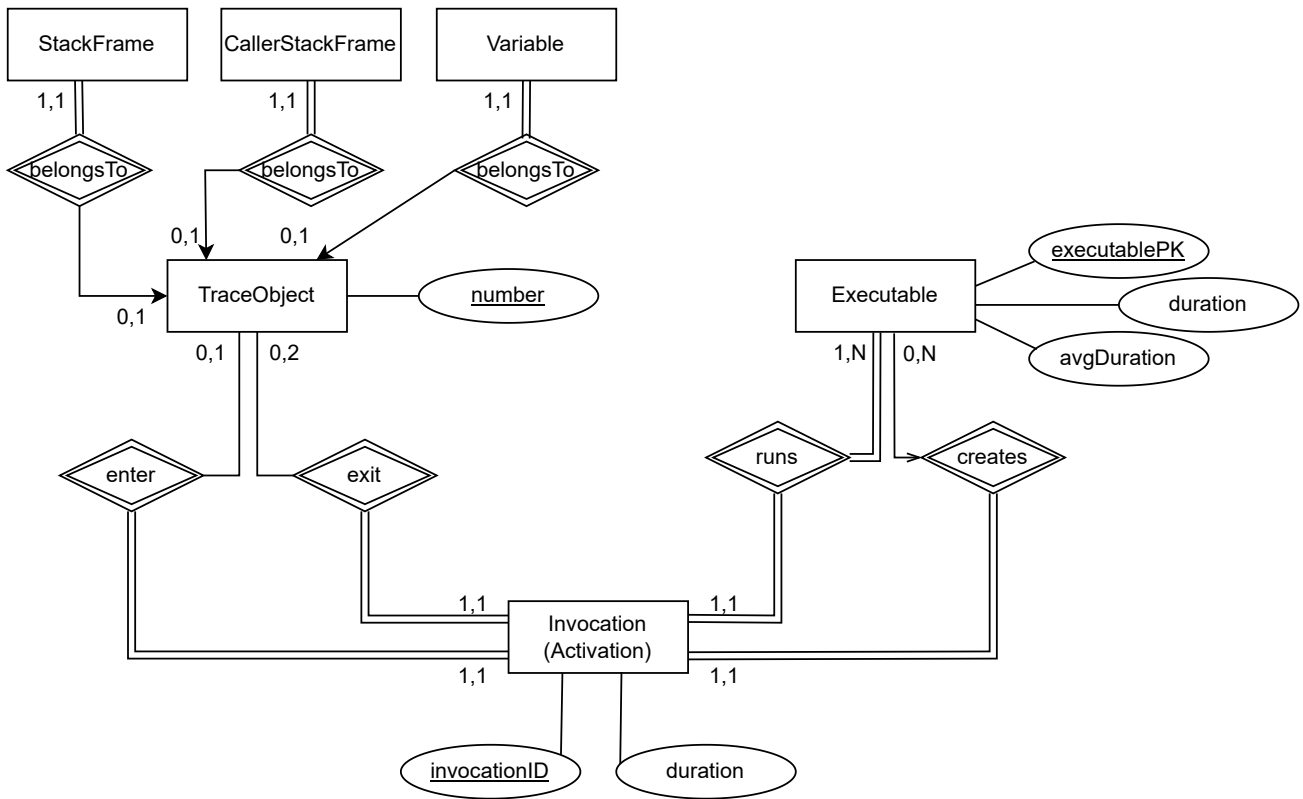 StackFrame
CallerStackFrame
Variable
1,1
1,1
1,1
belongsTo
belongsTo
belongsTo
0,1
0,1
0,1
TraceObject
number
Executable
executablePK
duration
avgDuration
0,1
0,2
1,N
0,N
enter
exit
runs
creates
1,1
1,1
Invocation
(Activation)
1,1
1,1
invocationID
duration